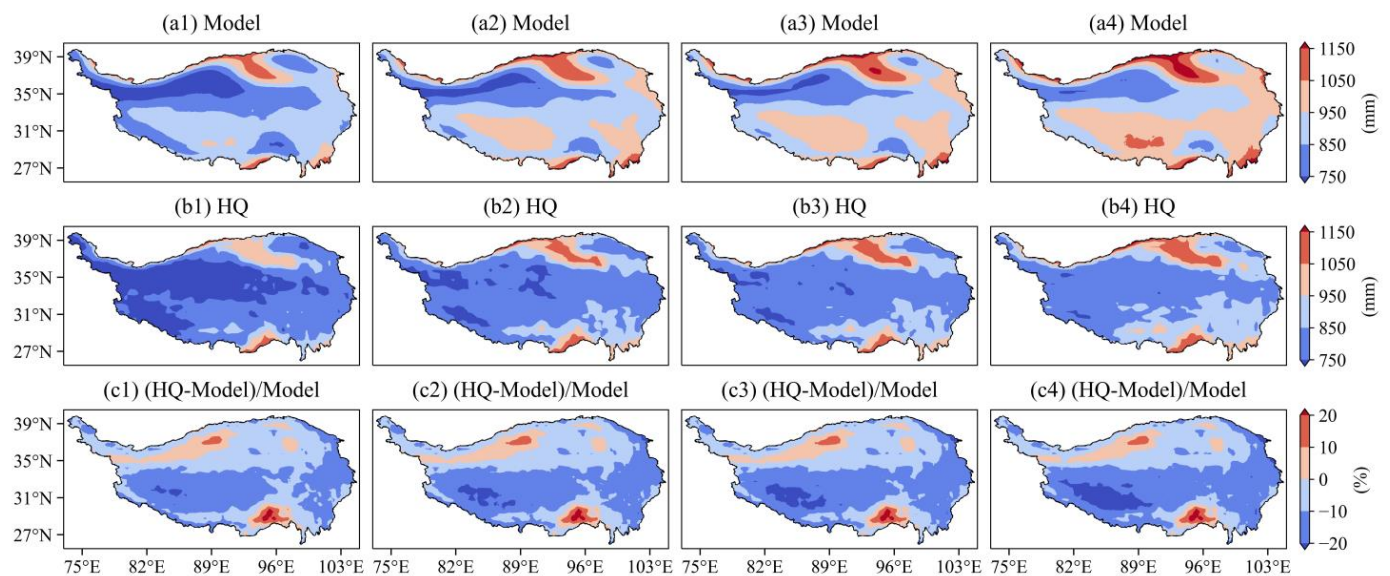 (a1) Model (a2) Model (a3) Model (a4) Model
39°N
35°N
31°N
27°N
1150
1050
950
850
750
(mm)
(b1) HQ (b2) HQ (b3) HQ (b4) HQ
39°N
35°N
31°N
27°N
1150
1050
950
850
750
(mm)
(c1) (HQ-Model)/Model (c2) (HQ-Model)/Model (c3) (HQ-Model)/Model (c4) (HQ-Model)/Model
39°N
35°N
31°N
27°N
20
10
0
−10
−20
(%)
75°E 82°E 89°E 96°E 103°E 75°E 82°E 89°E 96°E 103°E 75°E 82°E 89°E 96°E 103°E 75°E 82°E 89°E 96°E 103°E